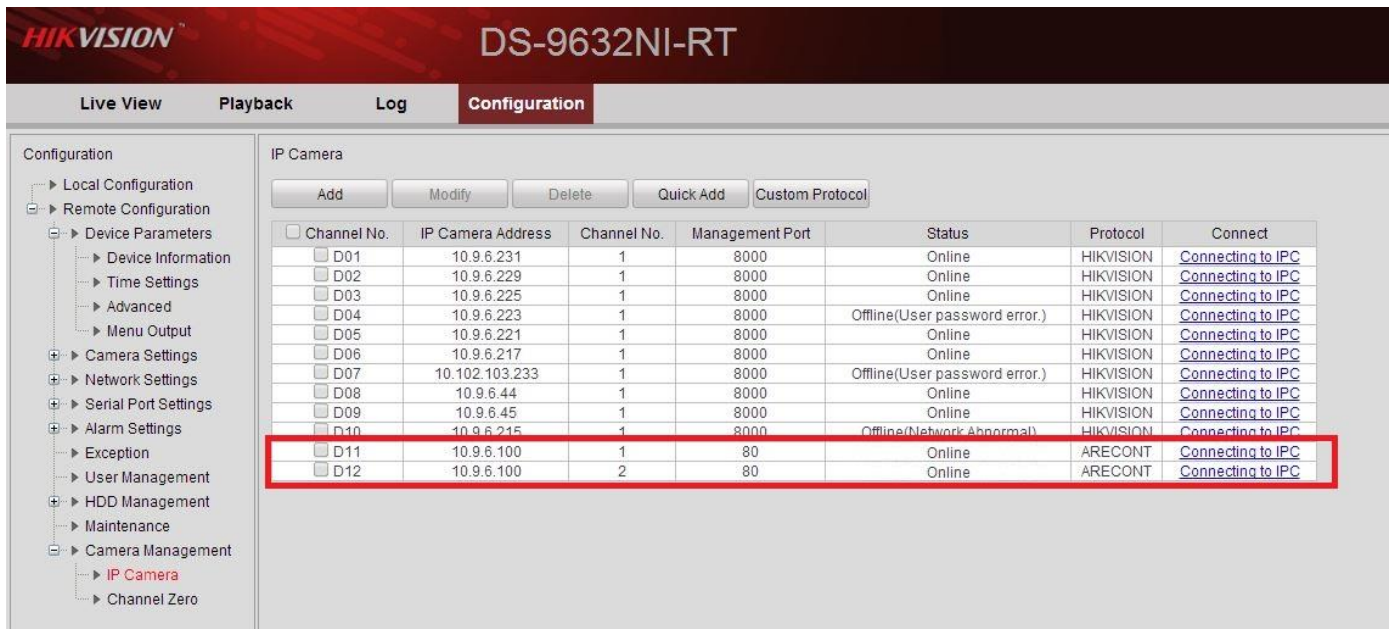 HIKVISION
DS-9632NI-RT
Live View Playback Log Configuration
Configuration
Local Configuration
Remote Configuration
Device Parameters
Device Information
Time Settings
Advanced
Menu Output
Camera Settings
Network Settings
Serial Port Settings
Alarm Settings
Exception
User Management
HDD Management
Maintenance
Camera Management
IP Camera
Channel Zero
IP Camera
Add Modify Delete Quick Add Custom Protocol
Channel No. IP Camera Address Channel No. Management Port Status Protocol Connect
D01 10.9.6.231 1 8000 Online HIKVISION Connecting to IPC
D02 10.9.6.229 1 8000 Online HIKVISION Connecting to IPC
D03 10.9.6.225 1 8000 Online HIKVISION Connecting to IPC
D04 10.9.6.223 1 8000 Offline(User password error.) HIKVISION Connecting to IPC
D05 10.9.6.221 1 8000 Online HIKVISION Connecting to IPC
D06 10.9.6.217 1 8000 Online HIKVISION Connecting to IPC
D07 10.102.103.233 1 8000 Offline(User password error.) HIKVISION Connecting to IPC
D08 10.9.6.44 1 8000 Online HIKVISION Connecting to IPC
D09 10.9.6.45 1 8000 Online HIKVISION Connecting to IPC
D10 10.9.6.215 1 8000 Offline(Network Abnormal) HIKVISION Connecting to IPC
D11 10.9.6.100 1 80 Online ARECONT Connecting to IPC
D12 10.9.6.100 2 80 Online ARECONT Connecting to IPC